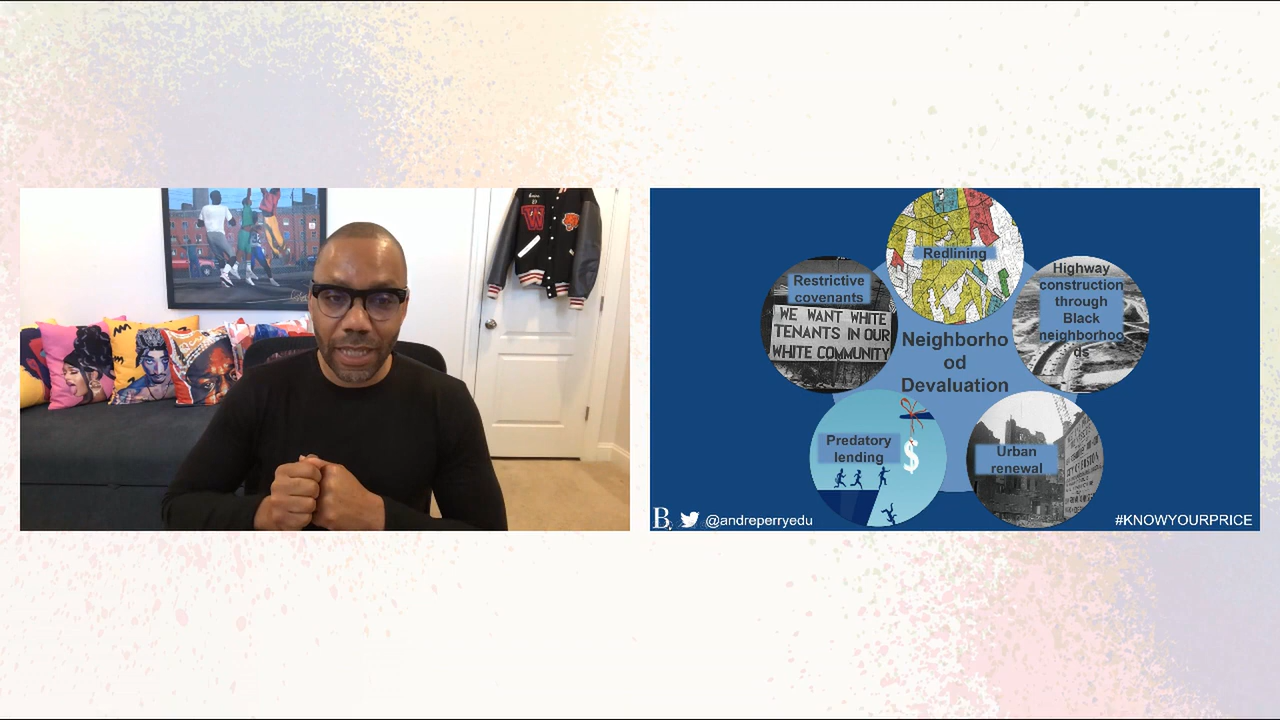 W
Redlining
Restrictive
covenants
WE WANT WHITE
TENANTS IN OUR
WHITE COMMUNITY
Highway
construction
through
Black
neighborhoo
ds
Neighborho
od
Devaluation
Predatory
lending
$
Urban
renewal
B.
@andreperryedu
#KNOWYOURPRICE